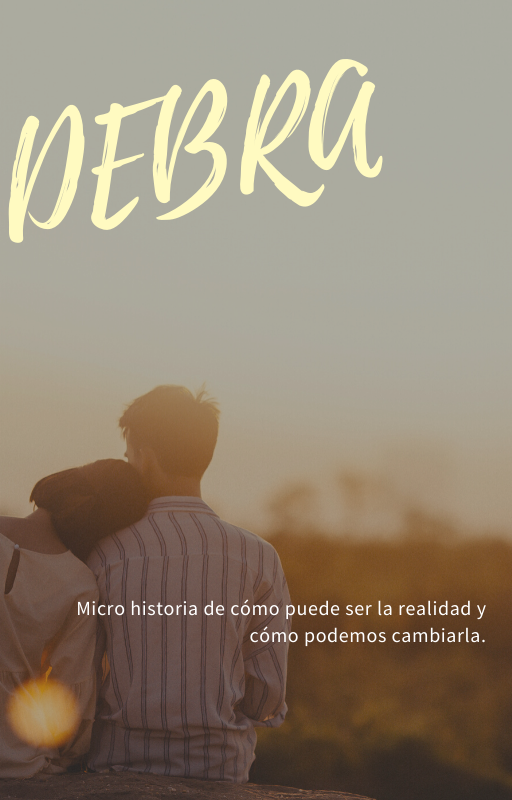 DEBRA
Micro historia de cómo puede ser la realidad y
cómo podemos cambiarla.